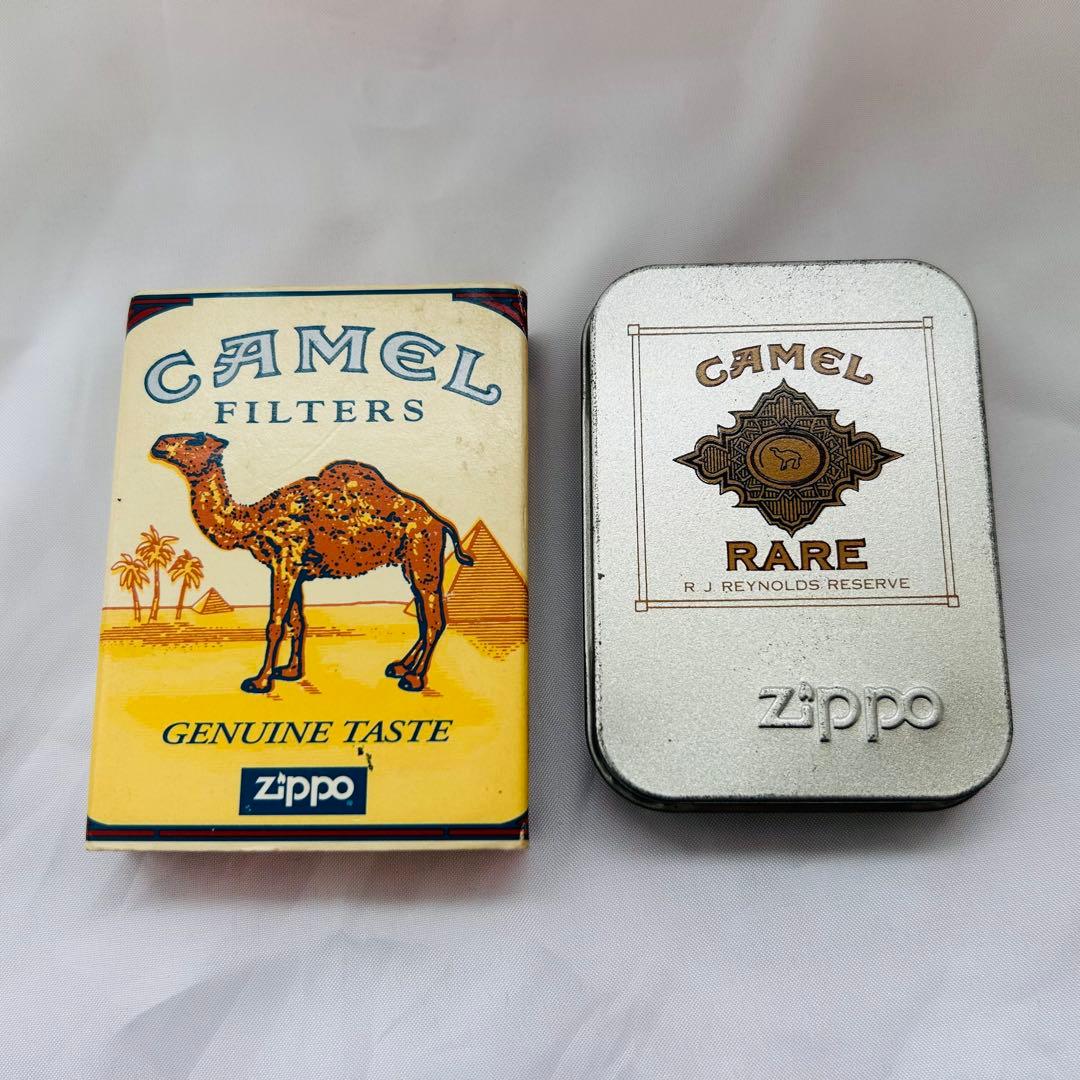 CAMEL
FILTERS
GENUINE TASTE
Zippo
CAMEL
RARE
R. J REYNOLDS RESERVE
Zippo